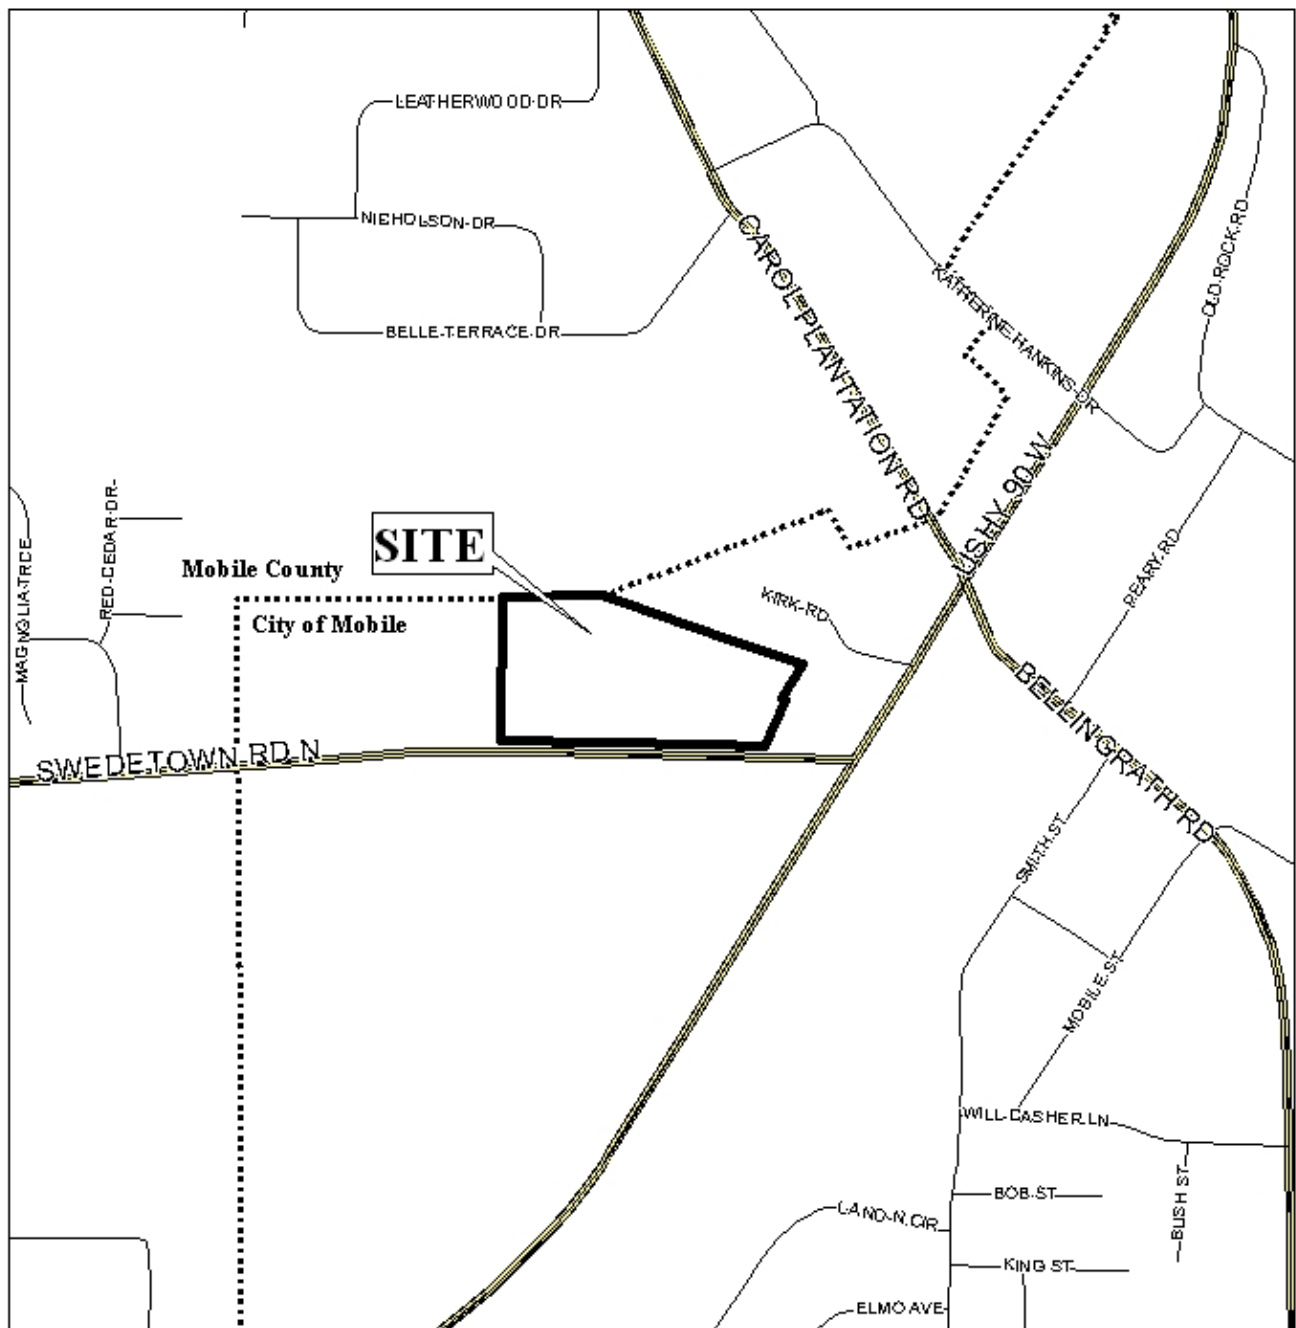 LEATHERWOOD DR
NIEHOLSON DR
BELLE TERRACE DR
CAROL PLANTATION RD
KATHERINE HANKINS DR
OLD ROCK RD
US HY 90 W
MAGNOLIA TRCE
RED CEDAR DR
SITE
Mobile County
City of Mobile
KIRK RD
REARY RD
BELLINGRATH RD
SWEDETOWN RD N
SMITH ST
MOBILE ST
WILL CASHER LN
BOB ST
BUSH ST
LAND N CIR
KING ST
ELMO AVE